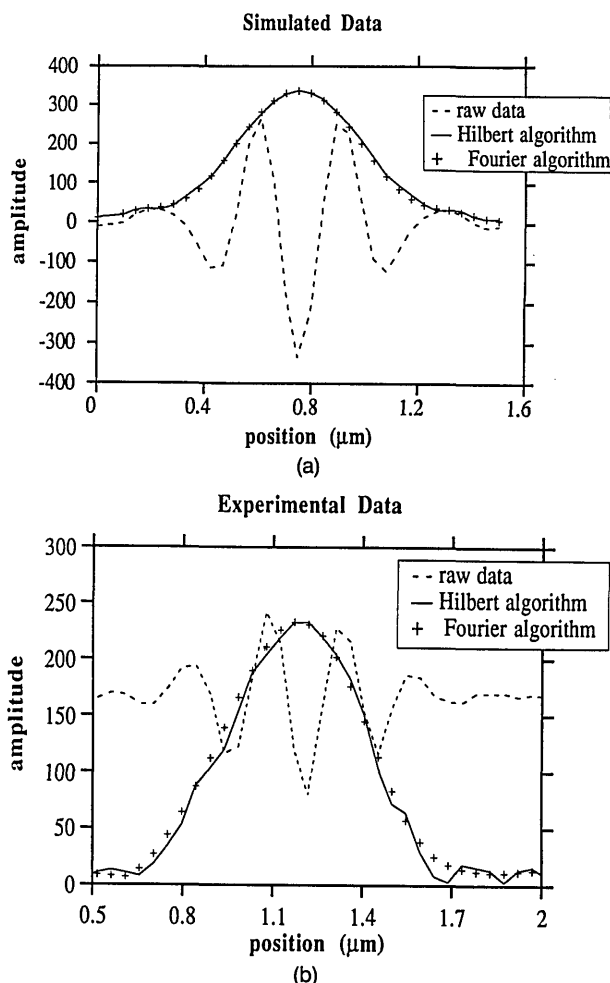 Simulated Data
400
300
200
100
0
-100
-200
-300
-400
amplitude
raw data
Hilbert algorithm
Fourier algorithm
0 0.4 0.8 1.2 1.6
position (μm)
(a)
Experimental Data
300
250
200
150
100
50
0
amplitude
raw data
Hilbert algorithm
Fourier algorithm
0.5 0.8 1.1 1.4 1.7 2
position (μm)
(b)